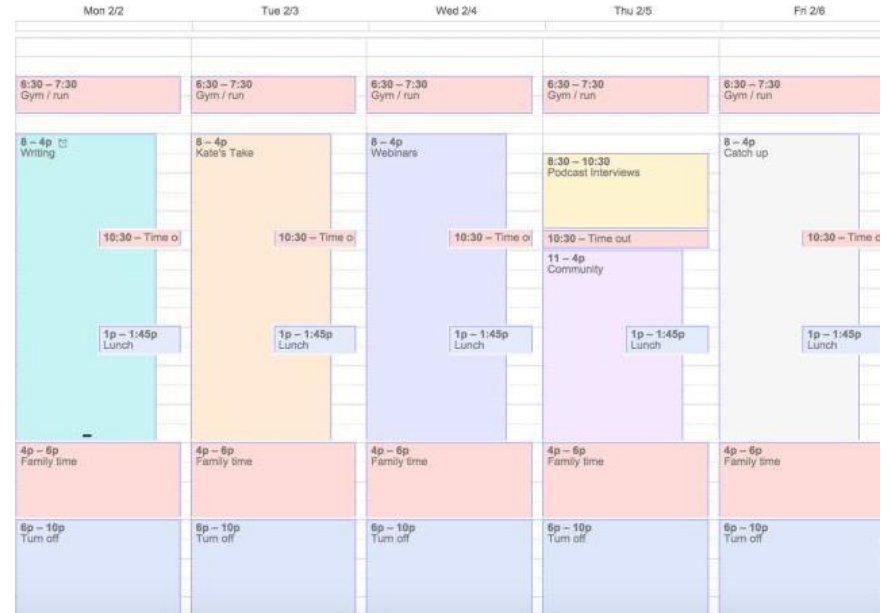 Mon 2/2
Tue 2/3
Wed 2/4
Thu 2/5
Fri 2/6
6:30 – 7:30
Gym / run
6:30 – 7:30
Gym / run
6:30 – 7:30
Gym / run
6:30 – 7:30
Gym / run
6:30 – 7:30
Gym / run
8 – 4p
Writing
8 – 4p
Kate's Take
8 – 4p
Webinars
8:30 – 10:30
Podcast Interviews
8 – 4p
Catch up
10:30 – Time o
10:30 – Time o
10:30 – Time o
10:30 – Time out
10:30 – Time o
11 – 4p
Community
1p – 1:45p
Lunch
1p – 1:45p
Lunch
1p – 1:45p
Lunch
1p – 1:45p
Lunch
1p – 1:45p
Lunch
4p – 6p
Family time
4p – 6p
Family time
4p – 6p
Family time
4p – 6p
Family time
4p – 6p
Family time
6p – 10p
Turn off
6p – 10p
Turn off
6p – 10p
Turn off
6p – 10p
Turn off
6p – 10p
Turn off